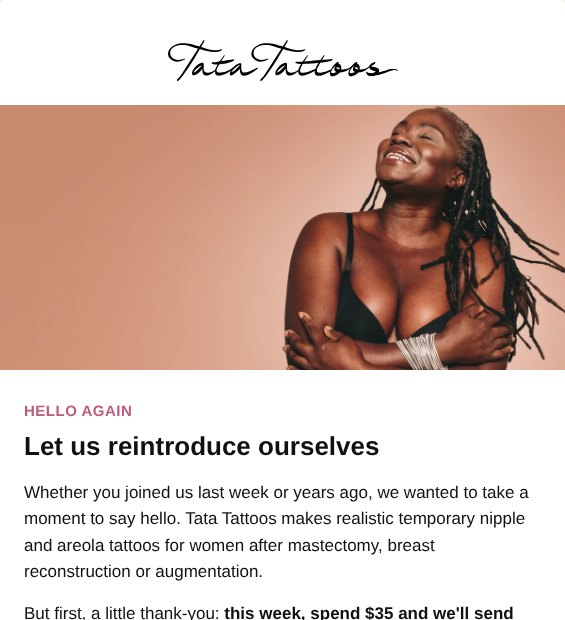 Tata Tattoos
HELLO AGAIN
Let us reintroduce ourselves
Whether you joined us last week or years ago, we wanted to take a
moment to say hello. Tata Tattoos makes realistic temporary nipple
and areola tattoos for women after mastectomy, breast
reconstruction or augmentation.
But first, a little thank-you: this week, spend $35 and we'll send